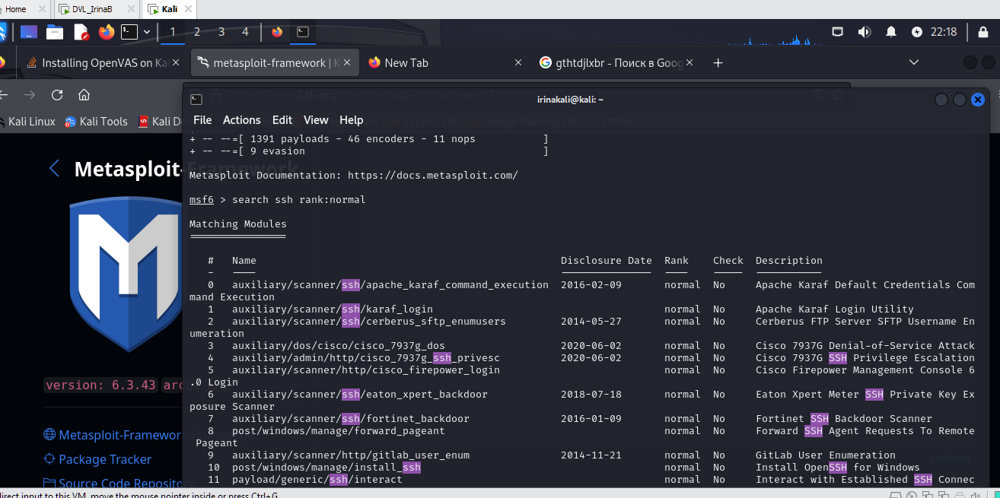 Home DVL_IrinaB Kali
1 2 3 4 22:18
Installing OpenVAS on Ka metasploit-framework | K New Tab gthtdjlxbr - Поиск в Goog
irinakali@kali: ~
Kali Linux Kali Tools Kali Do Exploit-DB Google Hacking DB OffSec
File Actions Edit View Help
+ -- --=[ 1391 payloads - 46 encoders - 11 nops ]
+ -- --=[ 9 evasion ]
Metasploit-Framework
Metasploit Documentation: https://docs.metasploit.com/
msf6 > search ssh rank:normal
Matching Modules
================
# Name Disclosure Date Rank Check Description
- ---- --------------- ---- ----- -----------
0 auxiliary/scanner/ssh/apache_karaf_command_execution 2016-02-09 normal No Apache Karaf Default Credentials Com
mand Execution
1 auxiliary/scanner/ssh/karaf_login normal No Apache Karaf Login Utility
2 auxiliary/scanner/ssh/cerberus_sftp_enumusers 2014-05-27 normal No Cerberus FTP Server SFTP Username En
umeration
3 auxiliary/dos/cisco/cisco_7937g_dos 2020-06-02 normal No Cisco 7937G Denial-of-Service Attack
4 auxiliary/admin/http/cisco_7937g_ssh_privesc 2020-06-02 normal No Cisco 7937G SSH Privilege Escalation
5 auxiliary/scanner/http/cisco_firepower_login normal No Cisco Firepower Management Console 6
.0 Login
version: 6.3.43 arc
6 auxiliary/scanner/ssh/eaton_xpert_backdoor 2018-07-18 normal No Eaton Xpert Meter SSH Private Key Ex
posure Scanner
7 auxiliary/scanner/ssh/fortinet_backdoor 2016-01-09 normal No Fortinet SSH Backdoor Scanner
8 post/windows/manage/forward_pageant normal No Forward SSH Agent Requests To Remote
Pageant
Metasploit-Framework
9 auxiliary/scanner/http/gitlab_user_enum 2014-11-21 normal No GitLab User Enumeration
Package Tracker
10 post/windows/manage/install_ssh normal No Install OpenSSH for Windows
11 payload/generic/ssh/interact normal No Interact with Established SSH Connec
Source Code Repository
direct input to this VM, move the mouse pointer inside or press Ctrl+G.